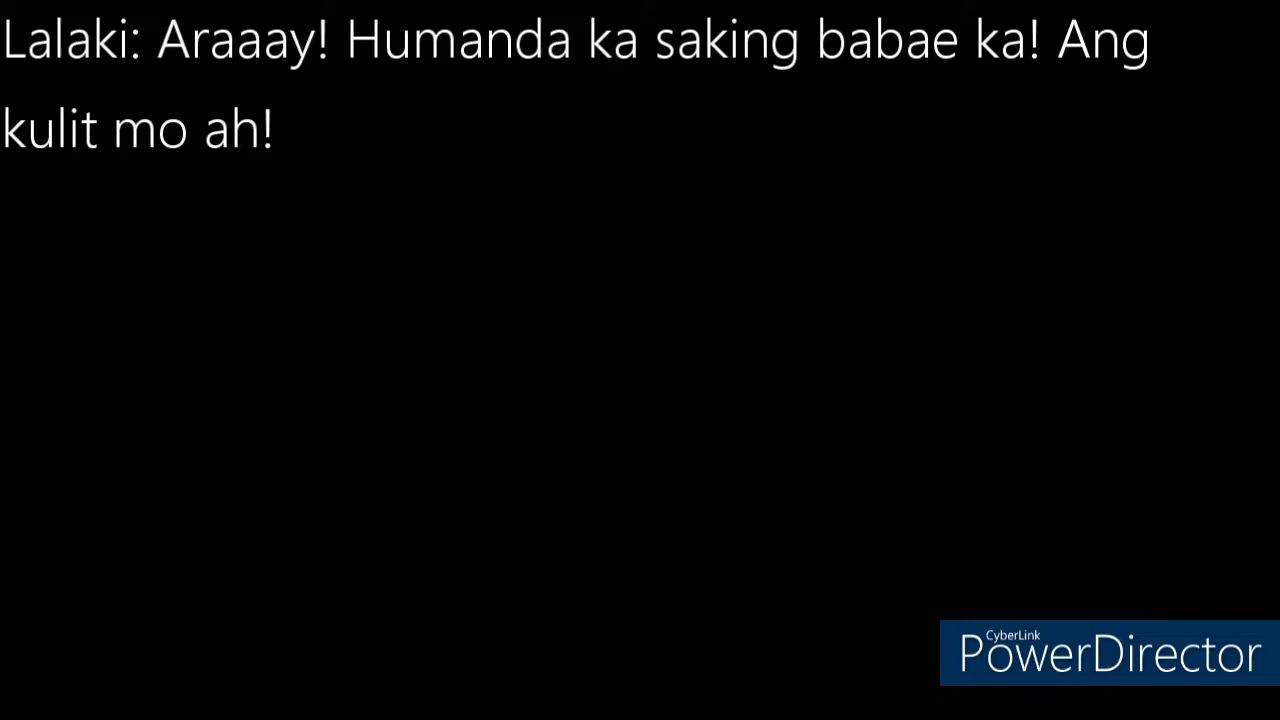 Lalaki: Araaay! Humanda ka saking babae ka! Ang
kulit mo ah!
CyberLink
PowerDirector